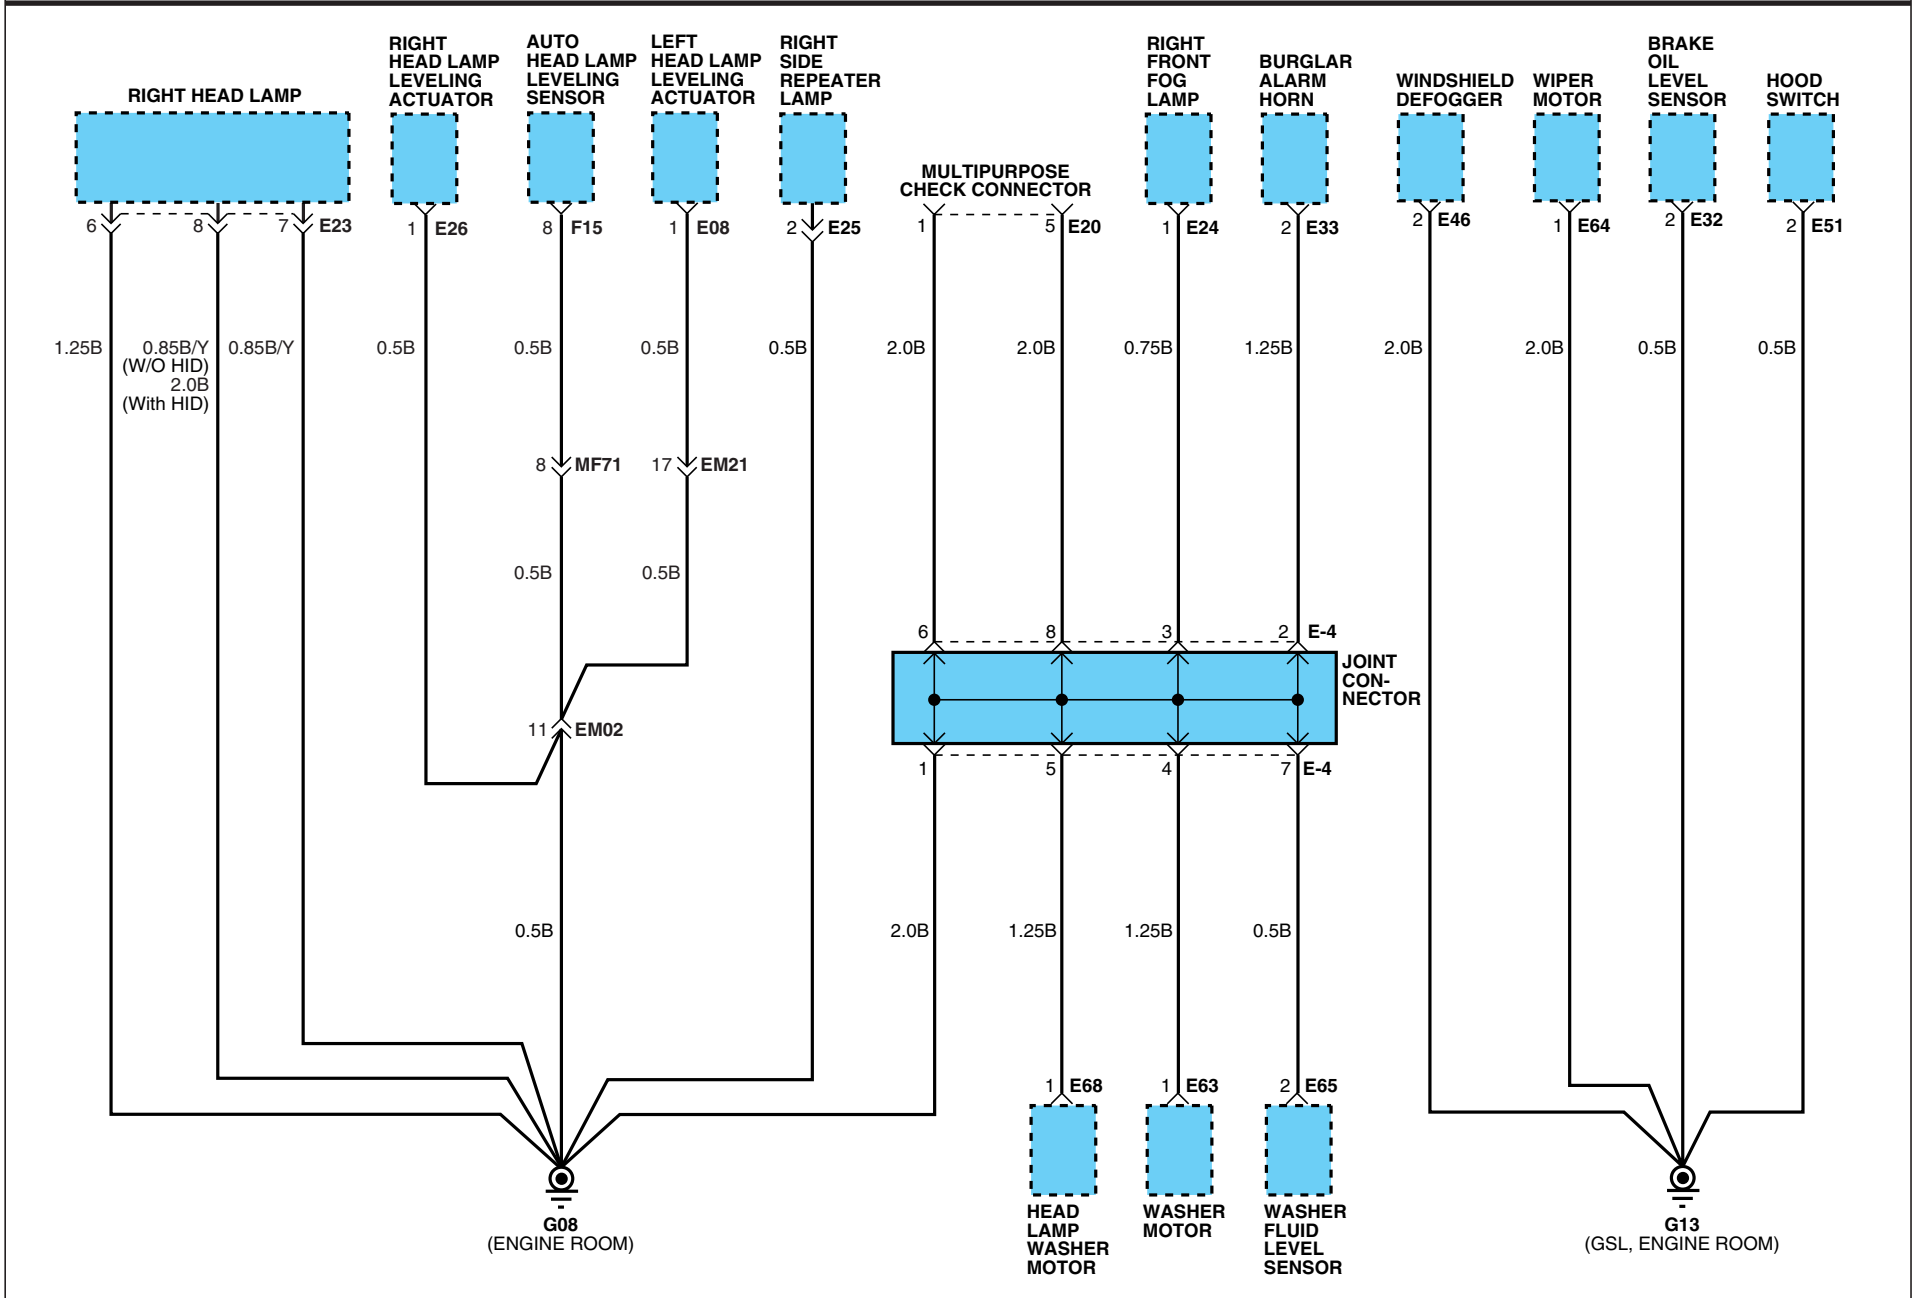 RIGHT HEAD LAMP
RIGHT
HEAD LAMP
LEVELING
ACTUATOR
AUTO
HEAD LAMP
LEVELING
SENSOR
LEFT
HEAD LAMP
LEVELING
ACTUATOR
RIGHT
SIDE
REPEATER
LAMP
MULTIPURPOSE
CHECK CONNECTOR
RIGHT
FRONT
FOG
LAMP
BURGLAR
ALARM
HORN
WINDSHIELD
DEFOGGER
WIPER
MOTOR
BRAKE
OIL
LEVEL
SENSOR
HOOD
SWITCH
6 8 7 E23 1 E26 8 F15 1 E08 2 E25 1 5 E20 1 E24 2 E33 2 E46 1 E64 2 E32 2 E51
1.25B 0.85B/Y 0.85B/Y 0.5B 0.5B 0.5B 0.5B 2.0B 2.0B 0.75B 1.25B 2.0B 2.0B 0.5B 0.5B
(W/O HID)
2.0B
(With HID)
8 MF71 17 EM21
0.5B 0.5B
6 8 3 2 E-4
JOINT
CON-
NECTOR
11 EM02
1 5 4 7 E-4
0.5B 2.0B 1.25B 1.25B 0.5B
1 E68 1 E63 2 E65
HEAD
LAMP
WASHER
MOTOR
WASHER
MOTOR
WASHER
FLUID
LEVEL
SENSOR
G08
(ENGINE ROOM)
G13
(GSL, ENGINE ROOM)